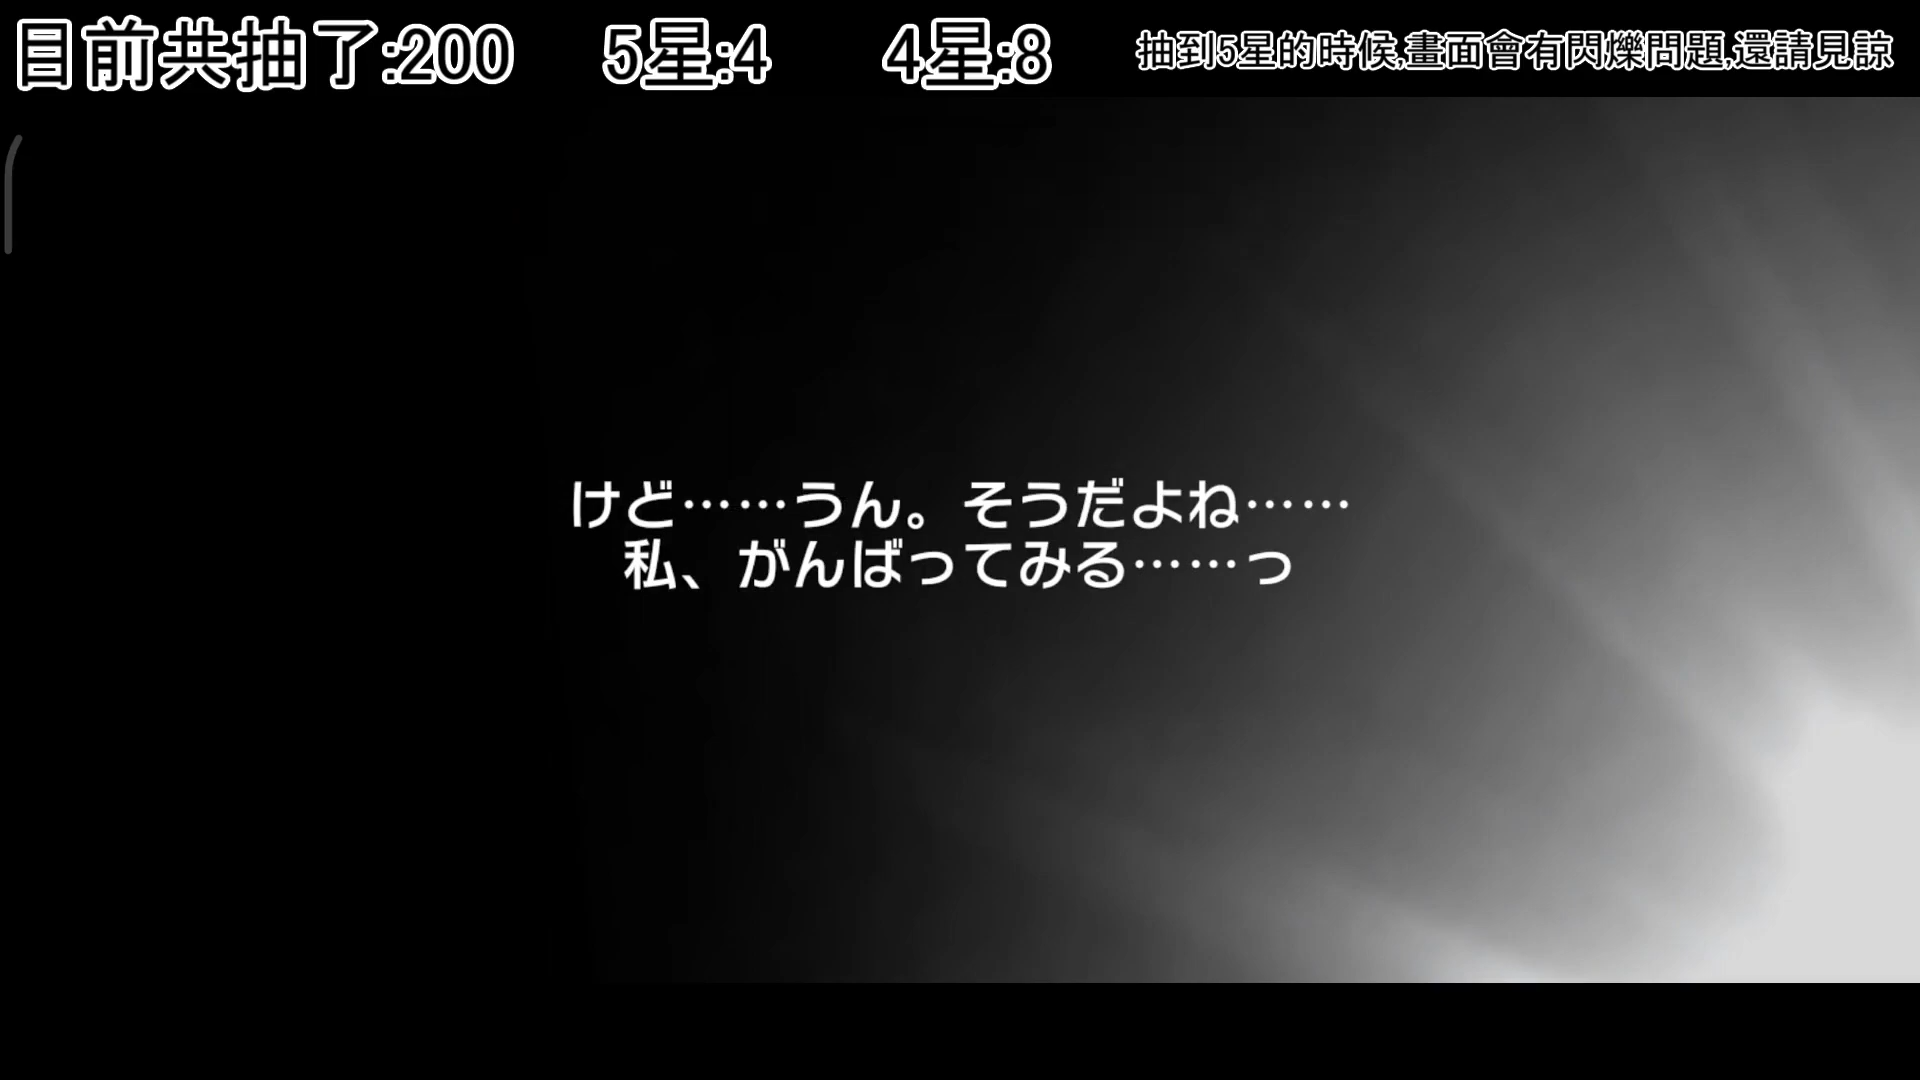 目前共抽了:200 5星:4 4星:8 抽到5星的時候,畫面會有閃爍問題,還請見諒
けど……うん。そうだよね……
私、がんばってみる……っ